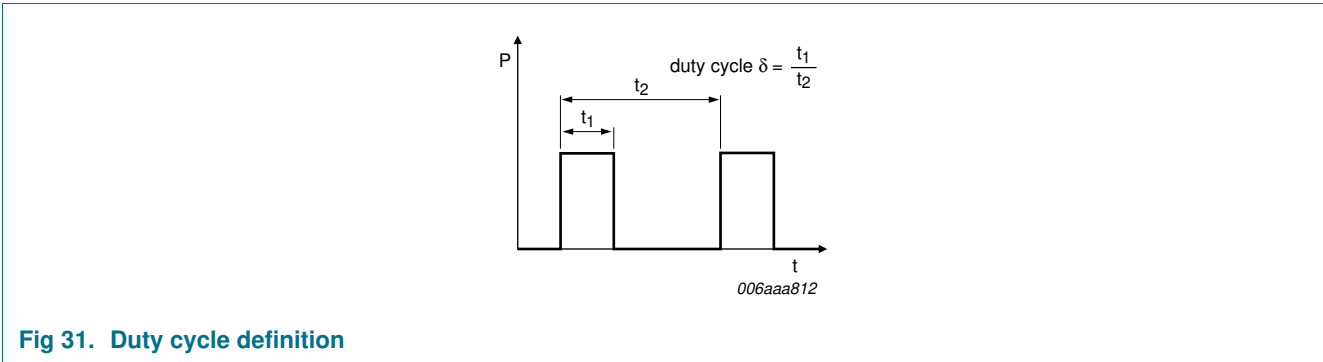 P
duty cycle δ = t1
t2
t2
t1
t
006aaa812
Fig 31. Duty cycle definition